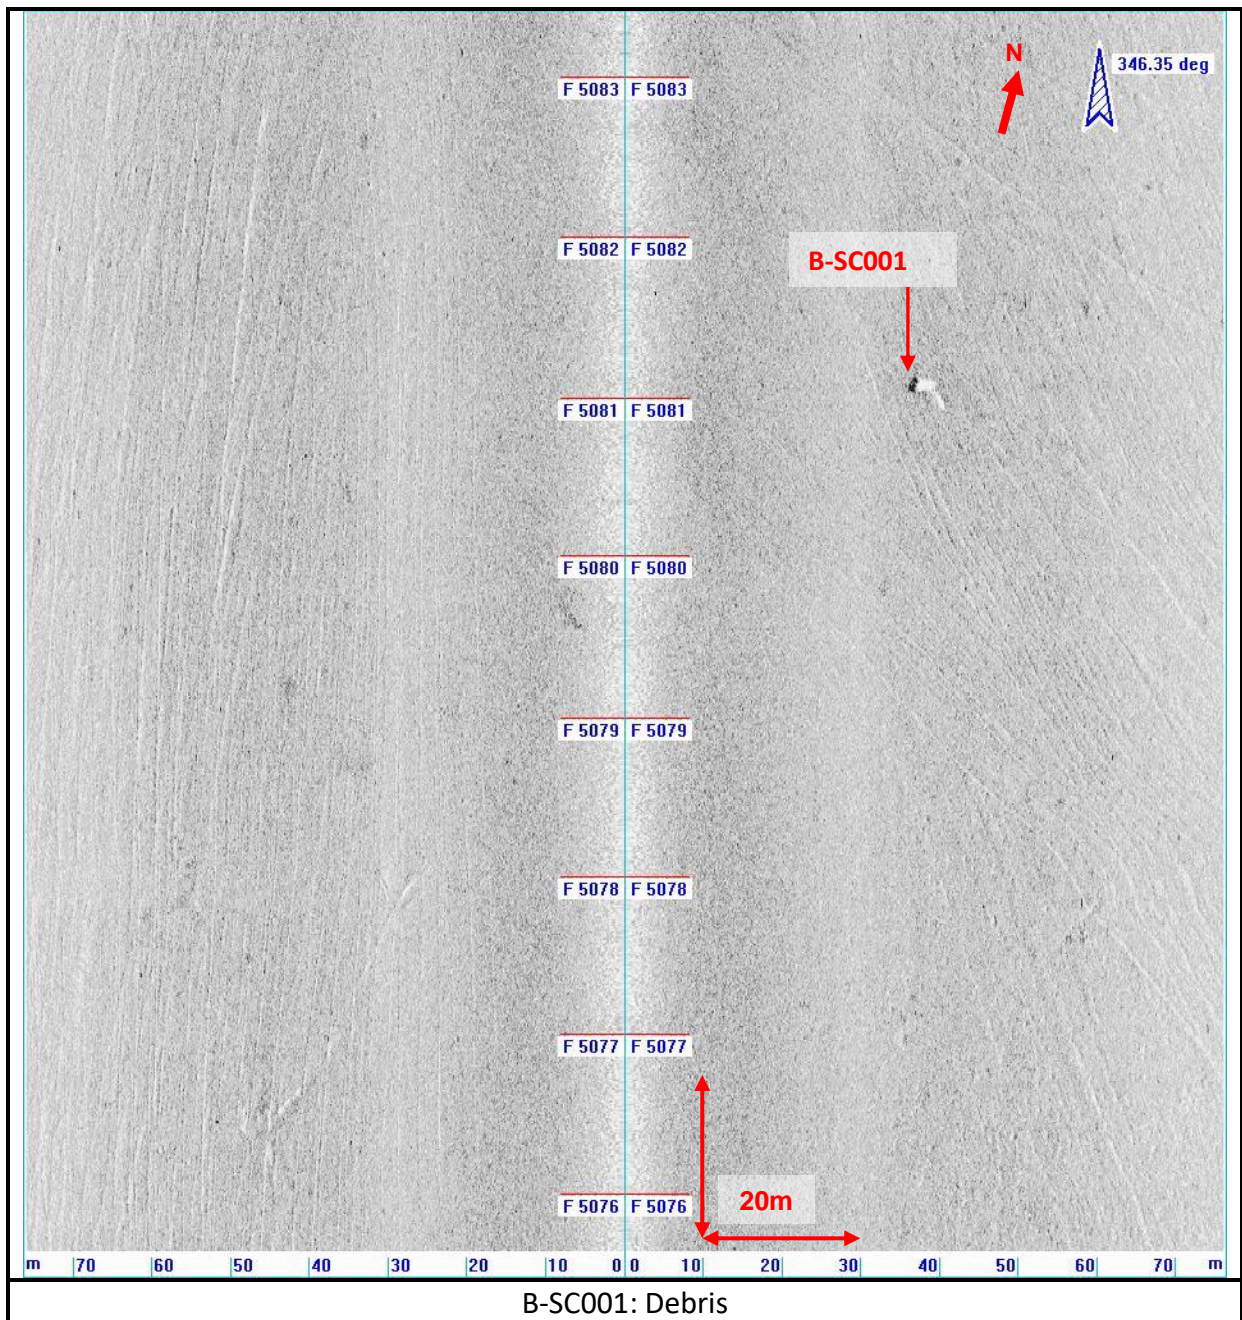 N
346.35 deg
F 5083 F 5083
F 5082 F 5082
B-SC001
F 5081 F 5081
F 5080 F 5080
F 5079 F 5079
F 5078 F 5078
F 5077 F 5077
20m
F 5076 F 5076
m 70 60 50 40 30 20 10 0 0 10 20 30 40 50 60 70 m
B-SC001: Debris